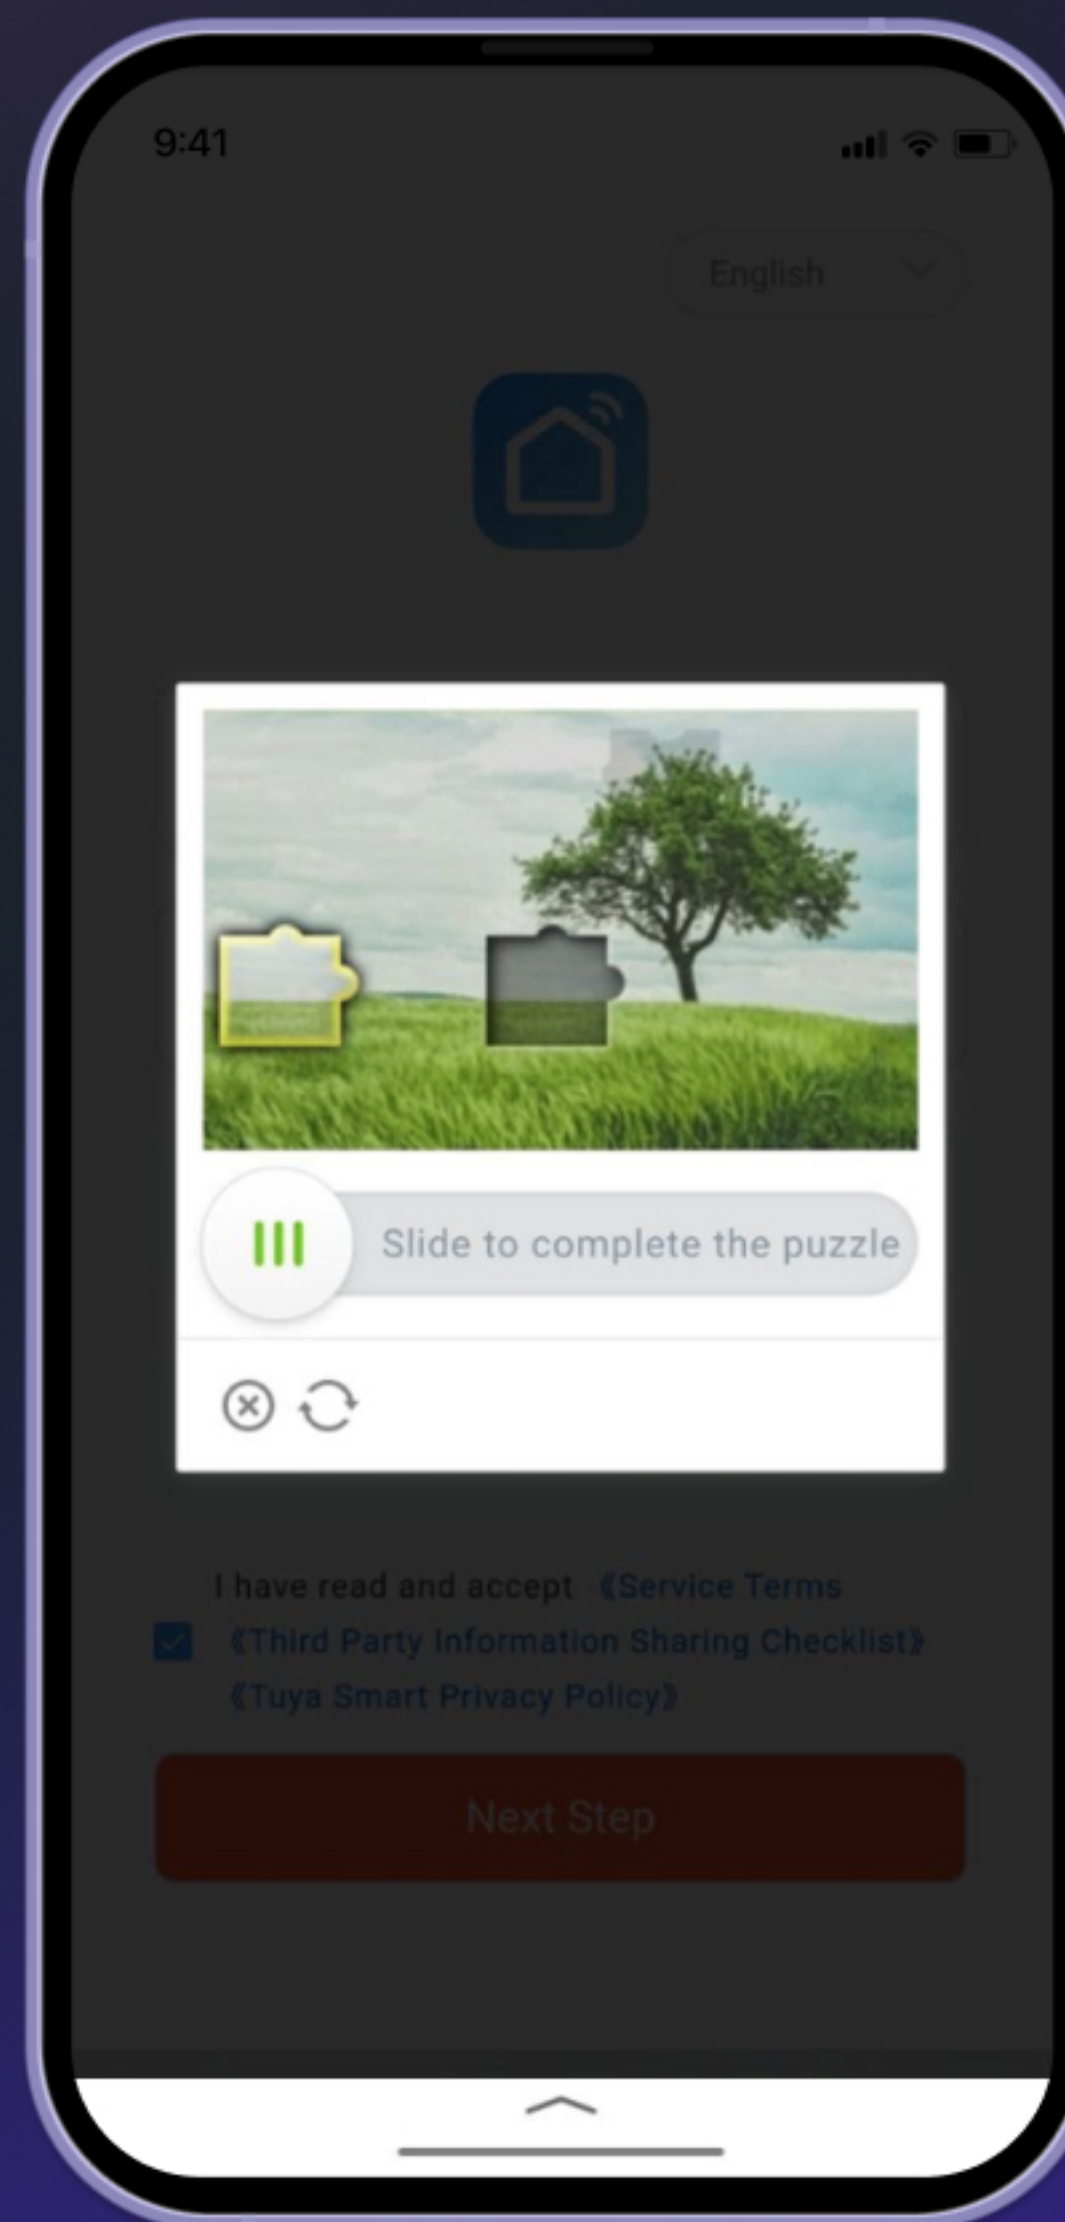 9:41
English
Slide to complete the puzzle
I have read and accept 《Service Terms
《Third Party Information Sharing Checklist》
《Tuya Smart Privacy Policy》
Next Step